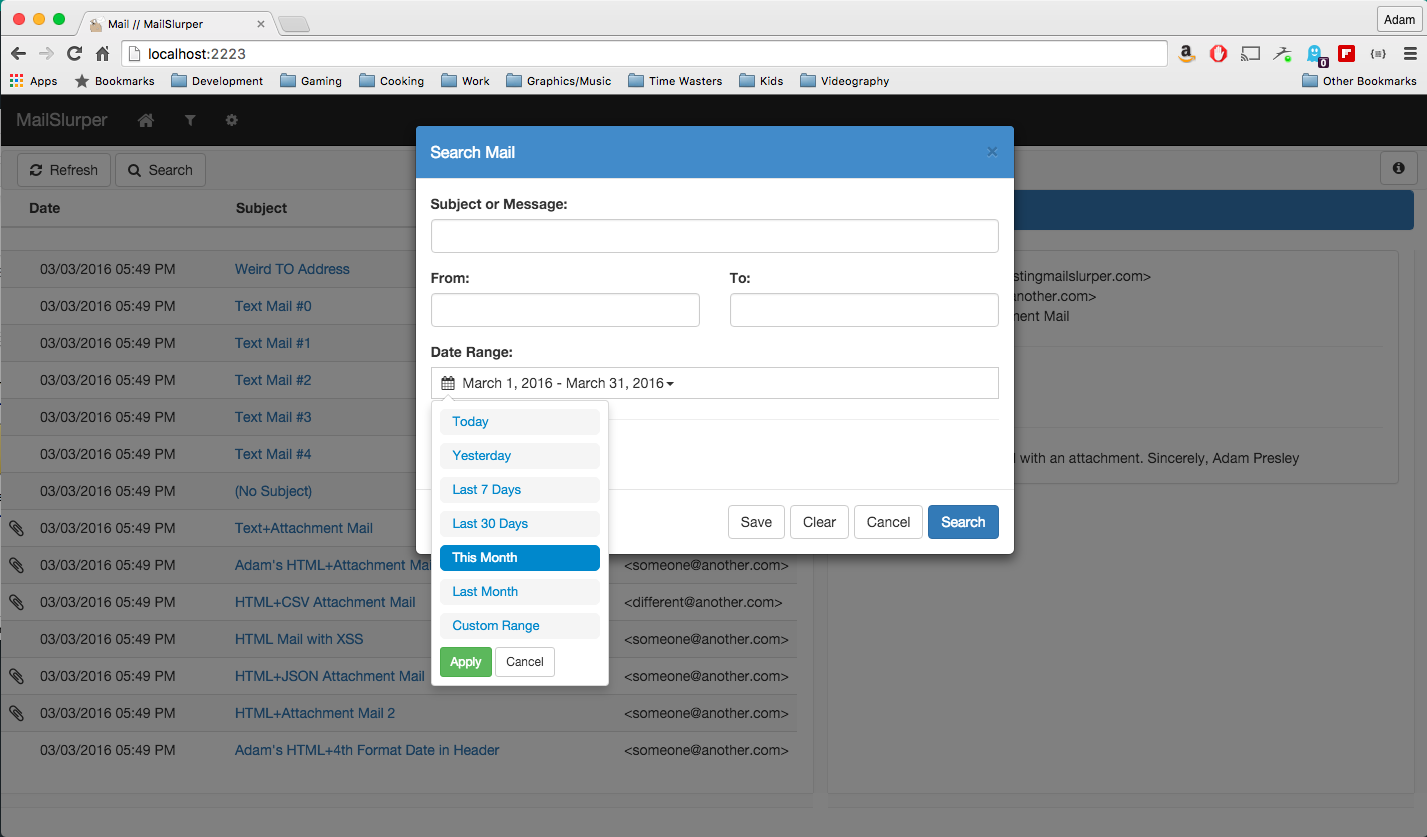 Mail // MailSlurper
Adam
localhost:2223
0
Apps Bookmarks Development Gaming Cooking Work Graphics/Music Time Wasters Kids Videography Other Bookmarks
MailSlurper
Refresh Search
Date Subject
03/03/2016 05:49 PM Weird TO Address
03/03/2016 05:49 PM Text Mail #0
03/03/2016 05:49 PM Text Mail #1
03/03/2016 05:49 PM Text Mail #2
03/03/2016 05:49 PM Text Mail #3
03/03/2016 05:49 PM Text Mail #4
03/03/2016 05:49 PM (No Subject)
03/03/2016 05:49 PM Text+Attachment Mail
03/03/2016 05:49 PM Adam's HTML+Attachment Mai <someone@another.com>
03/03/2016 05:49 PM HTML+CSV Attachment Mail <different@another.com>
03/03/2016 05:49 PM HTML Mail with XSS <someone@another.com>
03/03/2016 05:49 PM HTML+JSON Attachment Mail <someone@another.com>
03/03/2016 05:49 PM HTML+Attachment Mail 2 <someone@another.com>
03/03/2016 05:49 PM Adam's HTML+4th Format Date in Header <someone@another.com>
Search Mail ×
Subject or Message:
From: To:
Date Range:
March 1, 2016 - March 31, 2016
Today
Yesterday
Last 7 Days
Last 30 Days
This Month
Last Month
Custom Range
Apply Cancel
Save Clear Cancel Search
stingmailslurper.com>
nother.com>
ment Mail
with an attachment. Sincerely, Adam Presley